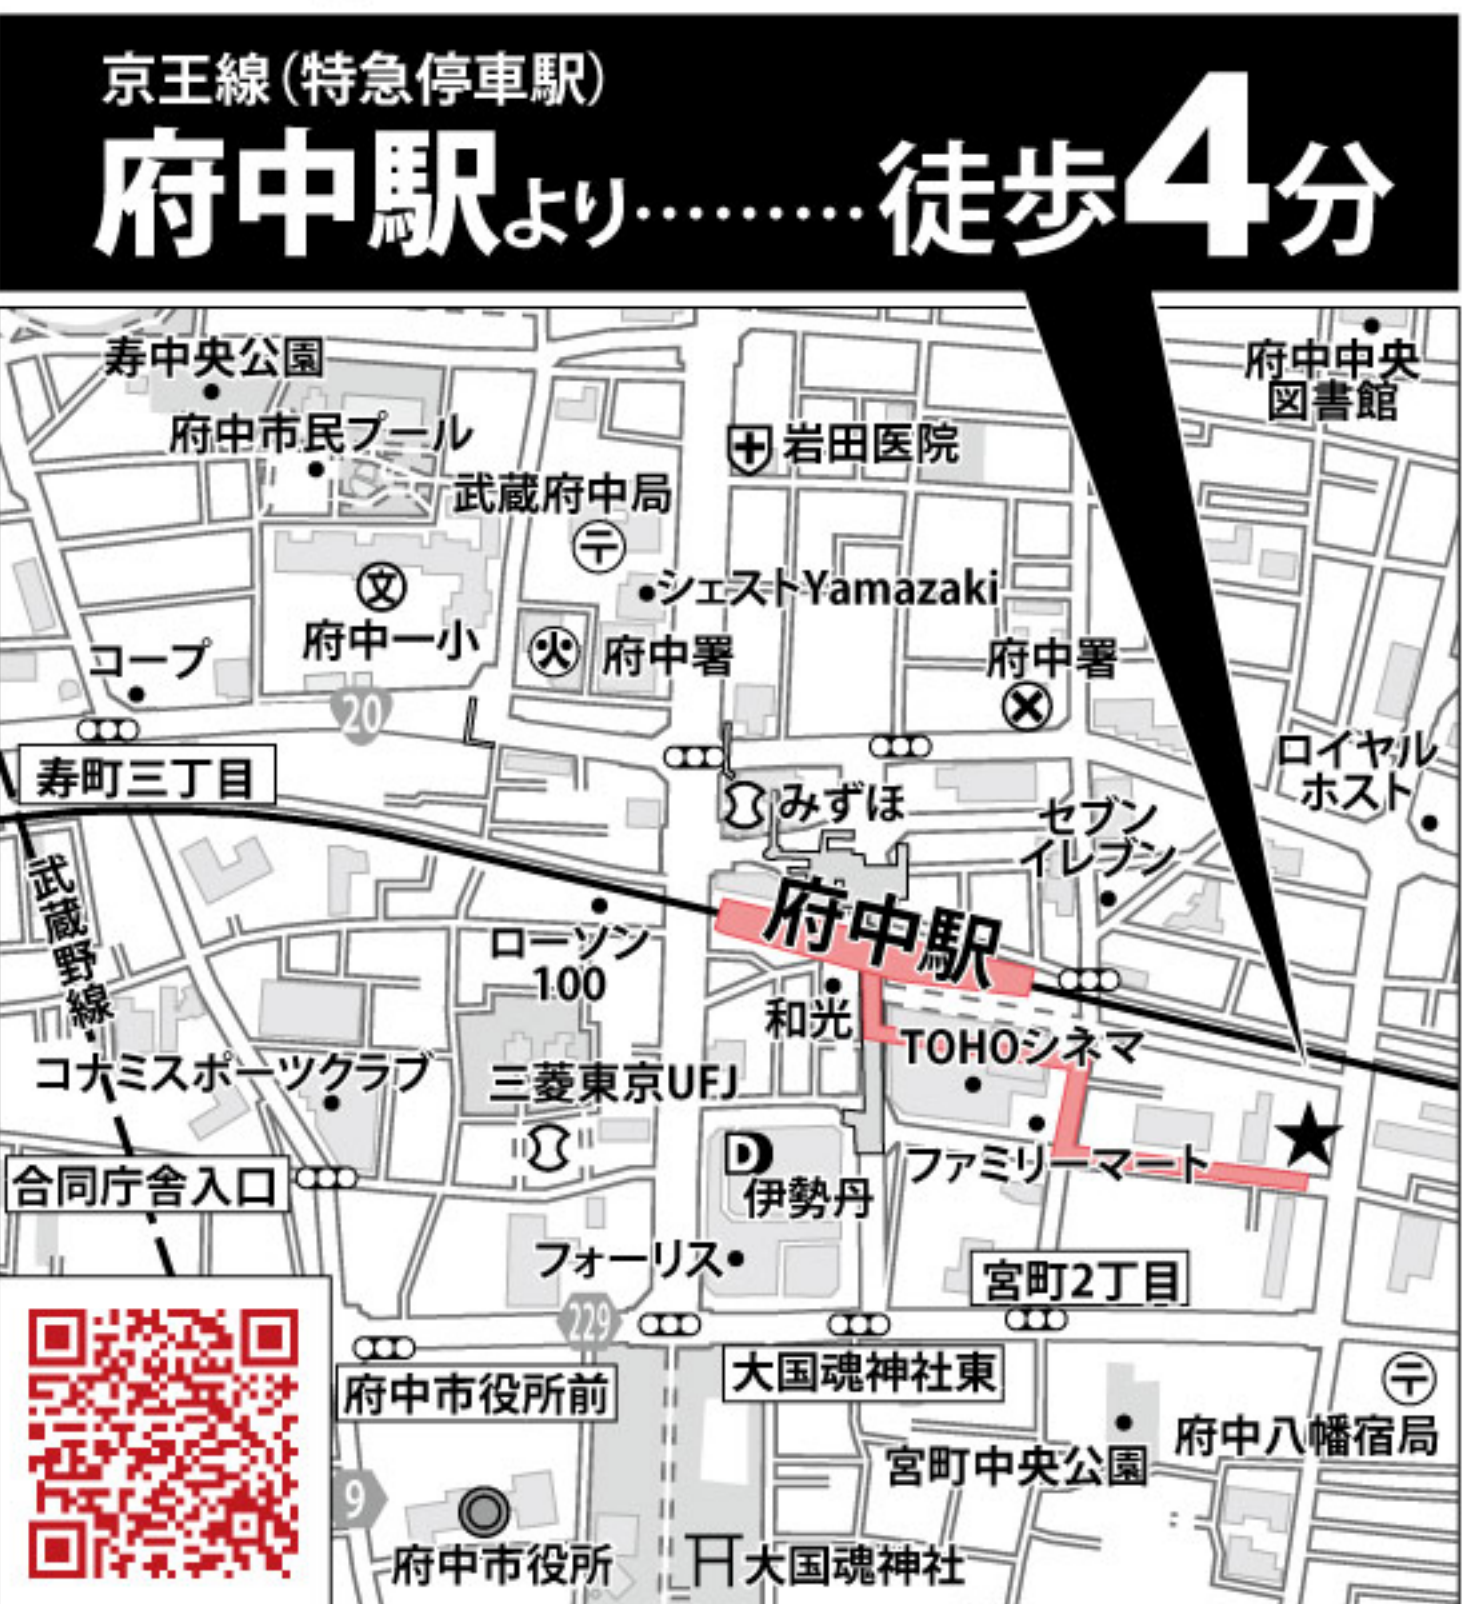 京王線（特急停車駅）
府中駅より………徒歩4分
寿中央公園
府中中央
図書館
府中市民プール
岩田医院
武蔵府中局
〒
シェストYamazaki
文
府中一小
火
府中署
府中署
コープ
20
寿町三丁目
ロイヤル
ホスト
みずほ
セブン
イレブン
武蔵野線
府中駅
ローソン
100
和光
TOHOシネマ
コナミスポーツクラブ
三菱東京UFJ
ファミリーマート
合同庁舎入口
D
伊勢丹
フォーリス
宮町2丁目
229
府中市役所前
大国魂神社東
〒
府中八幡宿局
宮町中央公園
9
府中市役所
大国魂神社